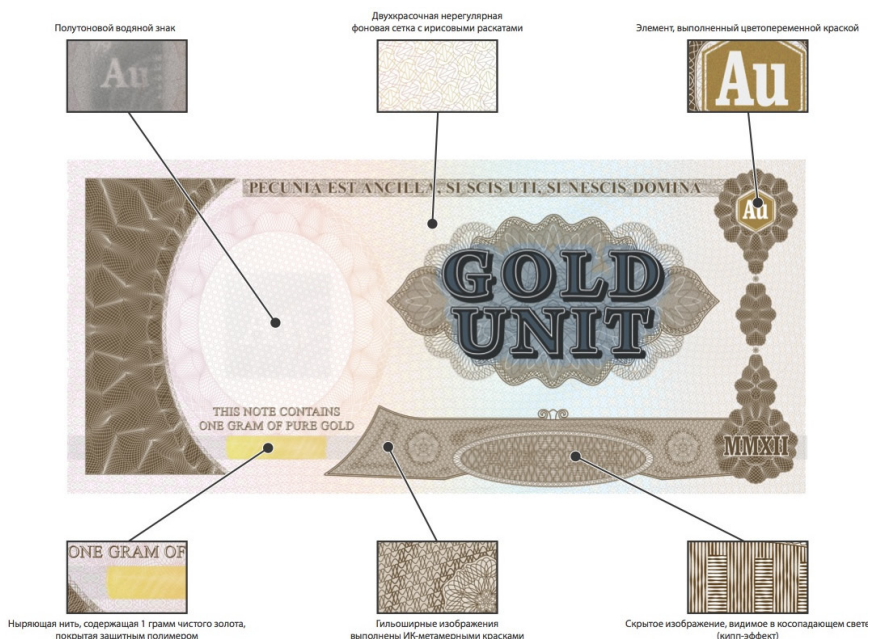 Полутоновой водяной знак
Двухкрасочная нерегулярная
фоновая сетка с ирисовыми раскатами
Элемент, выполненный цветопеременной краской
Au
Au
PECUNIA EST ANCILLA, SI SCIS UTI, SI NESCIS DOMINA
Au
GOLD
UNIT
THIS NOTE CONTAINS
ONE GRAM OF PURE GOLD
MMXII
ONE GRAM OF
Ныряющая нить, содержащая 1 грамм чистого золота,
покрытая защитным полимером
Гильоширные изображения
выполнены ИК-метамерными красками
Скрытое изображение, видимое в косопадающем свете
(кипп-эффект)